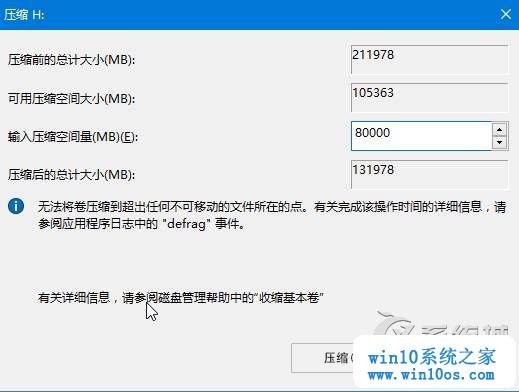 压缩 H:
压缩前的总计大小(MB): 211978
可用压缩空间大小(MB): 105363
输入压缩空间量(MB)(E): 80000
压缩后的总计大小(MB): 131978
无法将卷压缩到超出任何不可移动的文件所在的点。有关完成该操作时间的详细信息，请
参阅应用程序日志中的 "defrag" 事件。
有关详细信息，请参阅磁盘管理帮助中的"收缩基本卷"
压缩(
win10系统之家
www.win10os.com